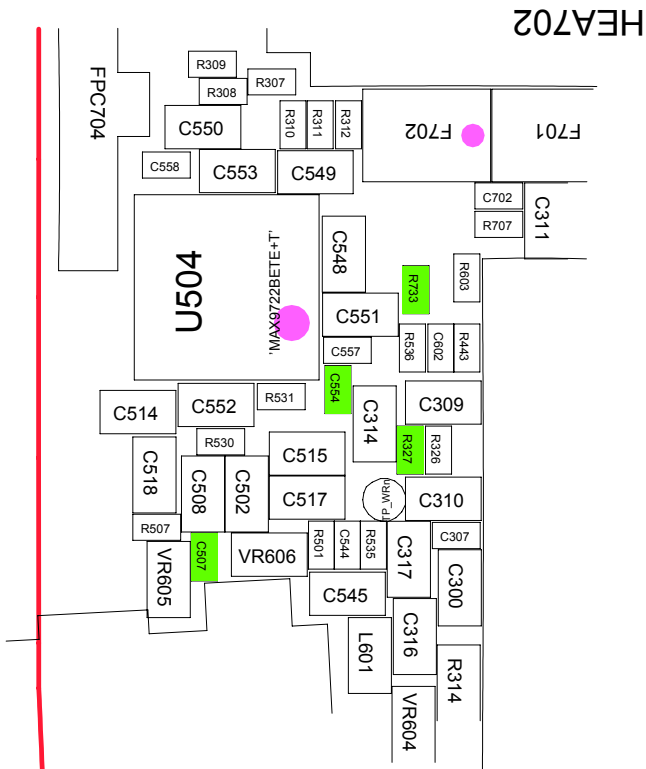 HEA702
R309
FPC704
R307
R308
R310
R311
R312
C550
F702
F701
C558
C553
C549
C702
C311
R707
C548
U504
'MAX9722BETE+T'
R733
R603
C551
R536
C602
R443
C557
C554
R531
C514
C552
C314
C309
R530
R327
R326
C515
C518
C508
C502
C517
TP_WRn
C310
R507
R501
C544
R535
C317
C307
C507
VR606
VR605
C300
C545
C316
L601
R314
VR604